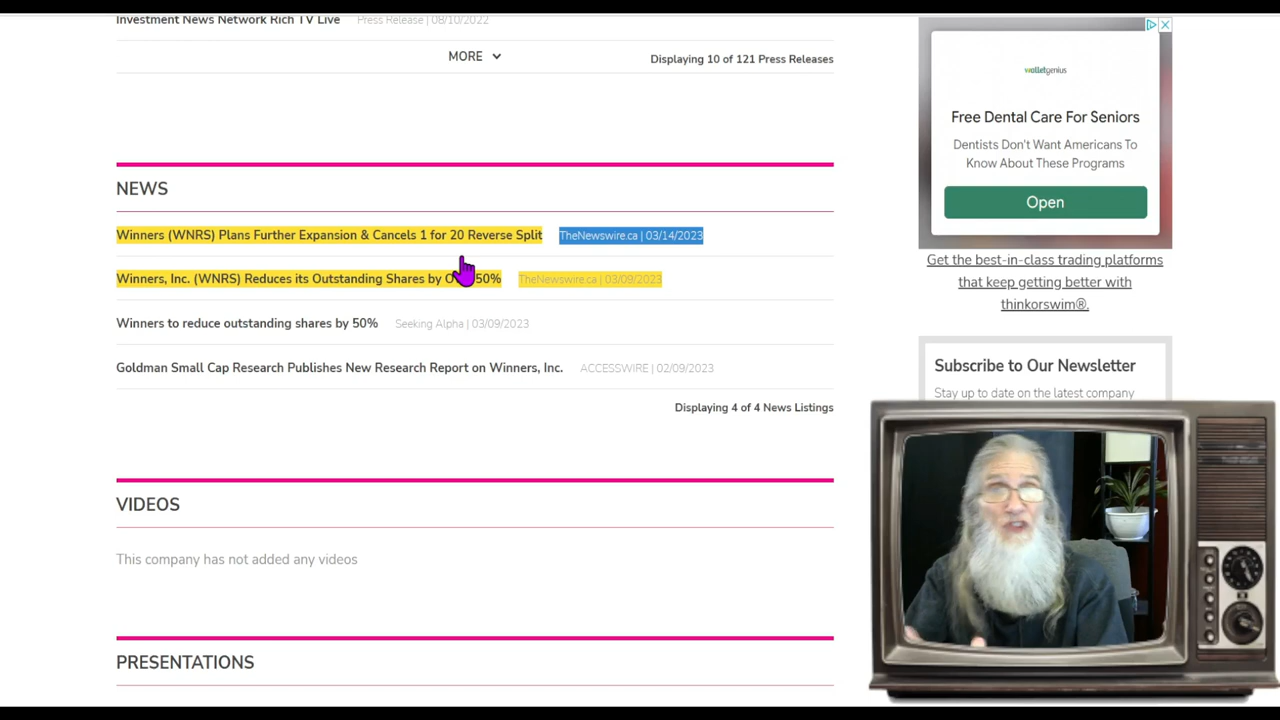 Investment News Network Rich TV Live Press Release | 08/10/2022
MORE
Displaying 10 of 121 Press Releases
NEWS
Winners (WNRS) Plans Further Expansion & Cancels 1 for 20 Reverse Split TheNewswire.ca | 03/14/2023
Winners, Inc. (WNRS) Reduces its Outstanding Shares by 50% TheNewswire.ca | 03/09/2023
Winners to reduce outstanding shares by 50% Seeking Alpha | 03/09/2023
Goldman Small Cap Research Publishes New Research Report on Winners, Inc. ACCESSWIRE | 02/09/2023
Displaying 4 of 4 News Listings
VIDEOS
This company has not added any videos
PRESENTATIONS
walletgenius
Free Dental Care For Seniors
Dentists Don't Want Americans To
Know About These Programs
Open
Get the best-in-class trading platforms
that keep getting better with
thinkorswim®.
Subscribe to Our Newsletter
Stay up to date on the latest company